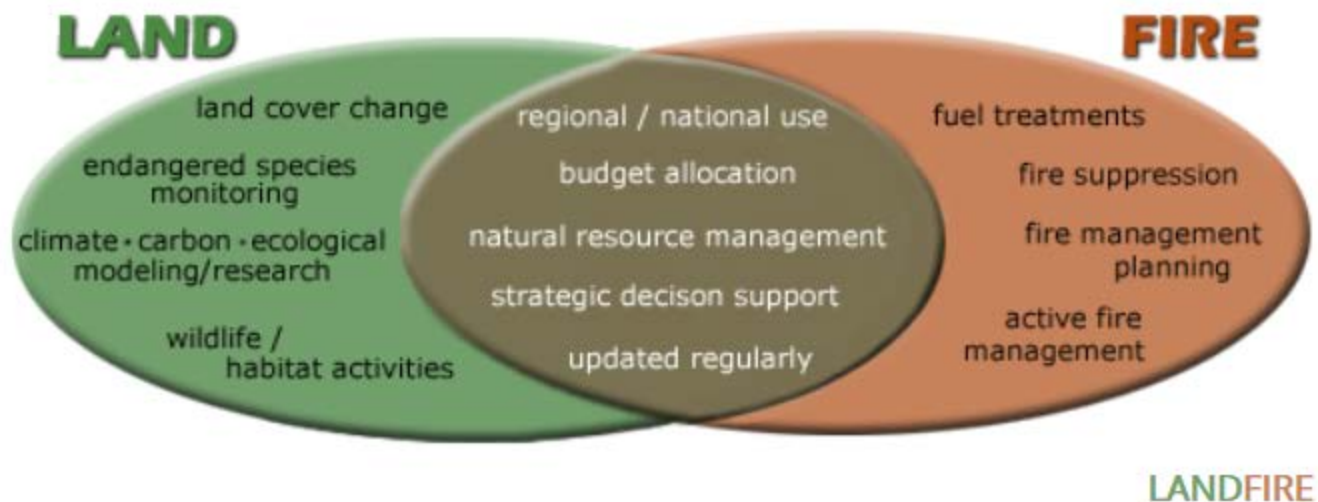 LAND
FIRE
land cover change
endangered species
monitoring
climate • carbon • ecological
modeling/research
wildlife /
habitat activities
regional / national use
budget allocation
natural resource management
strategic decison support
updated regularly
fuel treatments
fire suppression
fire management
planning
active fire
management
LANDFIRE